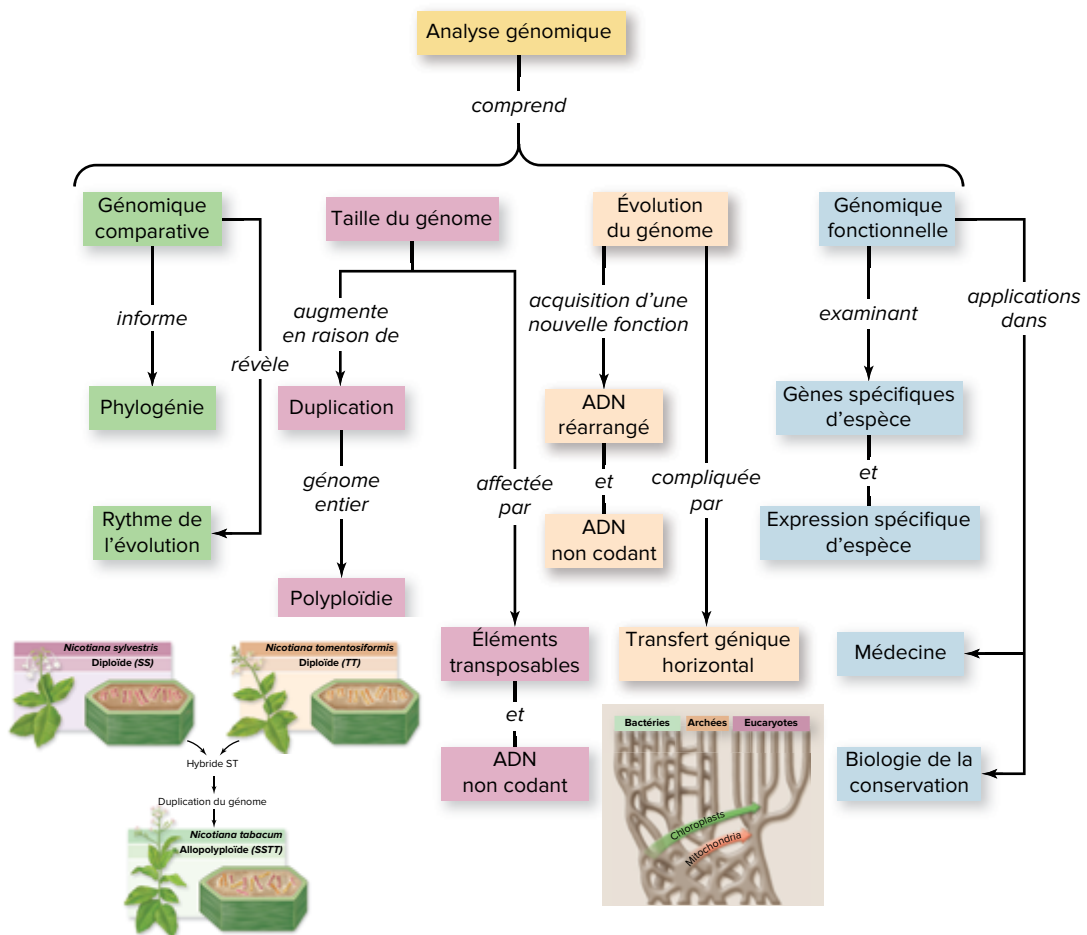 Analyse génomique
comprend
Génomique
comparative
Taille du génome
Évolution
du génome
Génomique
fonctionnelle
informe
révèle
augmente
en raison de
acquisition d'une
nouvelle fonction
examinant
applications
dans
Phylogénie
Duplication
ADN
réarrangé
Gènes spécifiques
d'espèce
génome
entier
affectée
par
et
compliquée
par
et
Rythme de
l'évolution
ADN
non codant
Expression spécifique
d'espèce
Polyploïdie
Éléments
transposables
Transfert génique
horizontal
Médecine
et
ADN
non codant
Biologie de la
conservation
Nicotiana sylvestris
Diploïde (SS)
Nicotiana tomentosiformis
Diploïde (TT)
Hybride ST
Duplication du génome
Nicotiana tabacum
Allopolyploïde (SSTT)
Bactéries
Archées
Eucaryotes
Chloroplasts
Mitochondria